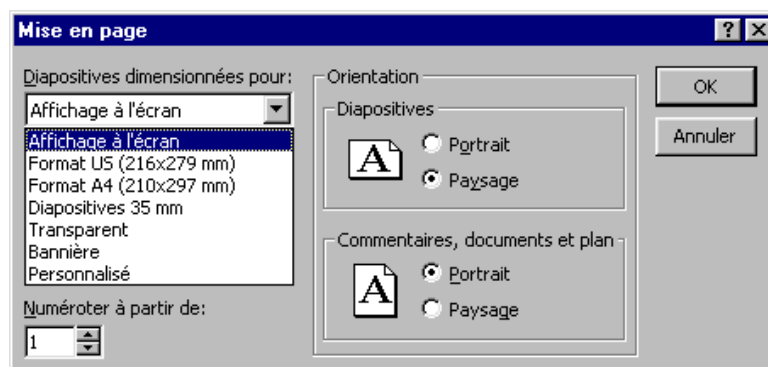 Mise en page
Diapositives dimensionnées pour:
Affichage à l'écran
Affichage à l'écran
Format US (216x279 mm)
Format A4 (210x297 mm)
Diapositives 35 mm
Transparent
Bannière
Personnalisé
Numéroter à partir de:
1
Orientation
Diapositives
A
Portrait
Paysage
Commentaires, documents et plan
A
Portrait
Paysage
OK
Annuler